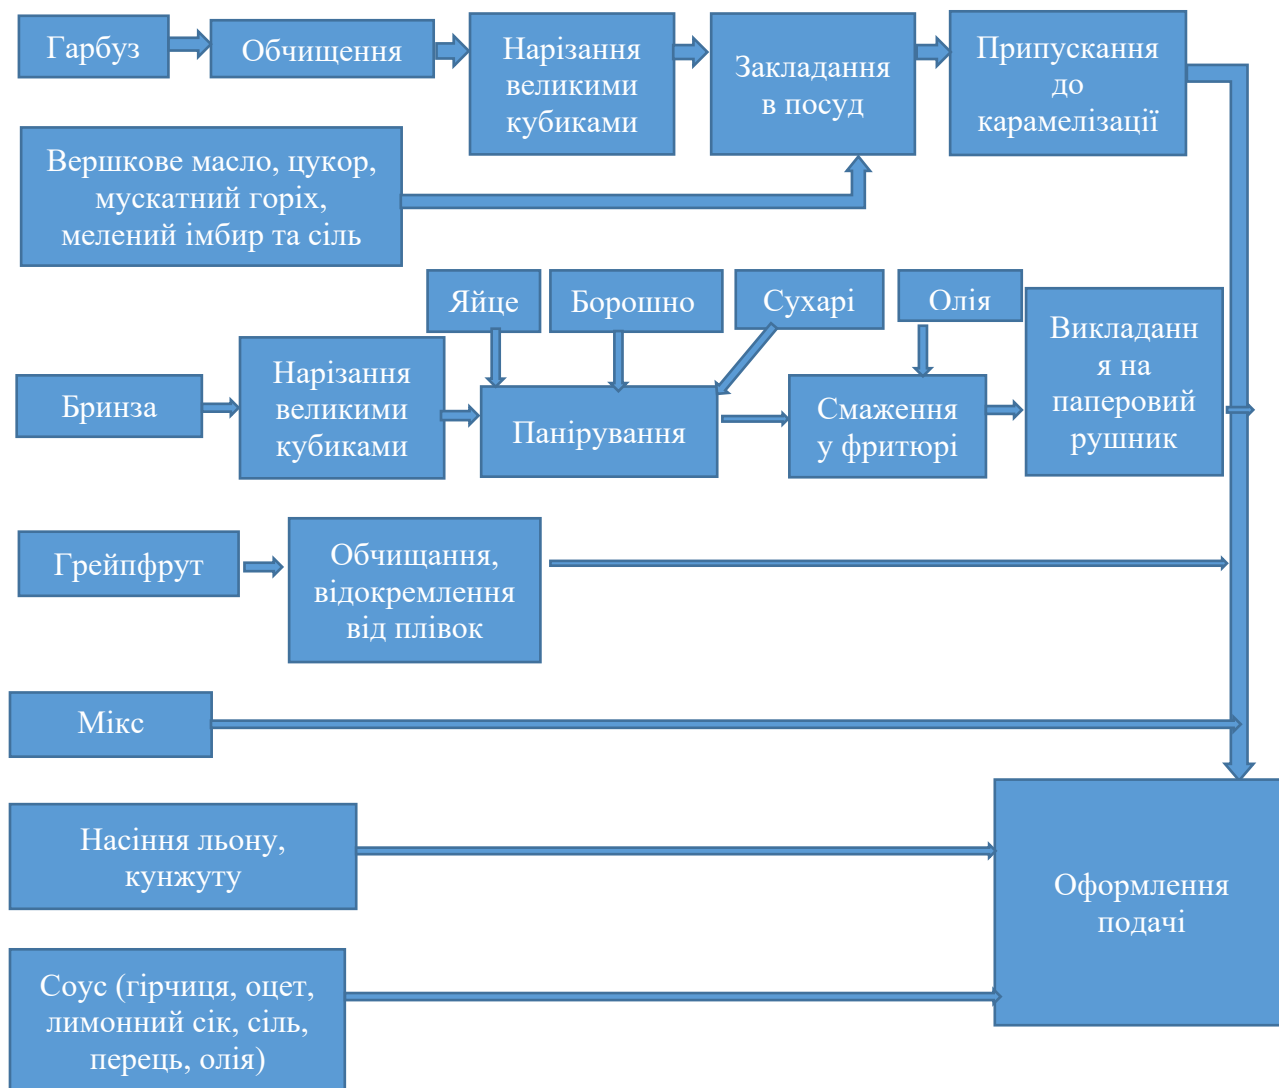 Гарбуз
Обчищення
Нарізання
великими
кубиками
Закладання
в посуд
Припускання
до
карамелізації
Вершкове масло, цукор,
мускатний горіх,
мелений імбир та сіль
Яйце
Борошно
Сухарі
Олія
Бринза
Нарізання
великими
кубиками
Панірування
Смаження
у фритюрі
Викладанн
я на
паперовий
рушник
Грейпфрут
Обчищання,
відокремлення
від плівок
Мікс
Насіння льону,
кунжуту
Оформлення
подачі
Соус (гірчиця, оцет,
лимонний сік, сіль,
перець, олія)